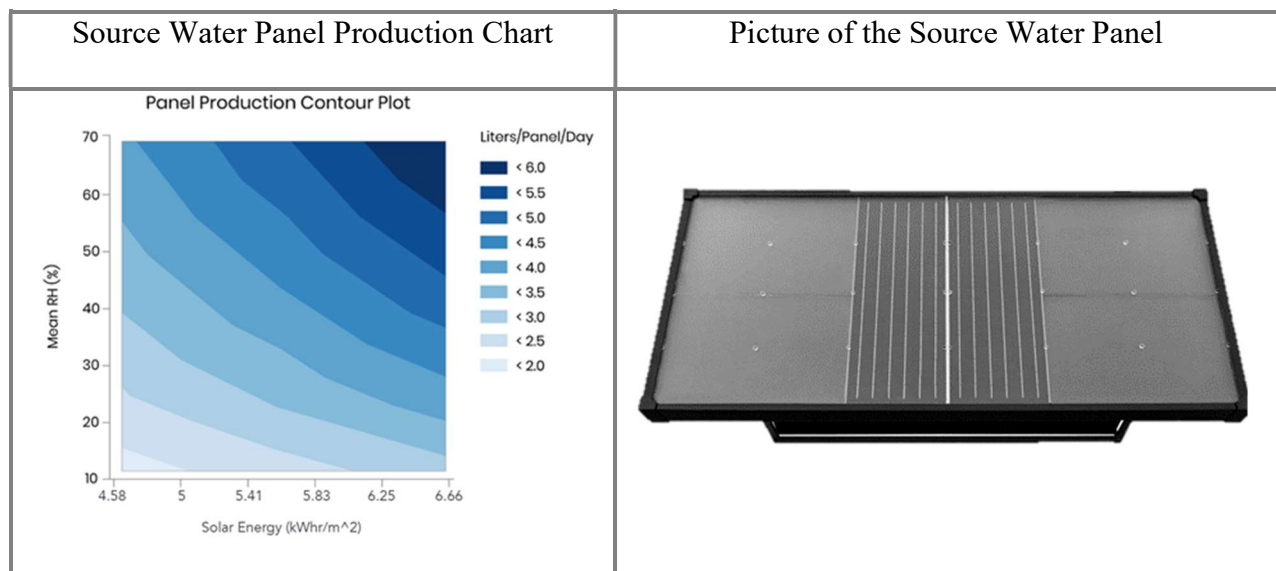 Source Water Panel Production Chart
Picture of the Source Water Panel
Panel Production Contour Plot
Liters/Panel/Day
< 6.0
< 5.5
< 5.0
< 4.5
< 4.0
< 3.5
< 3.0
< 2.5
< 2.0
Mean RH (%)
70
60
50
40
30
20
10
4.58 5 5.41 5.83 6.25 6.66
Solar Energy (kWhr/m^2)